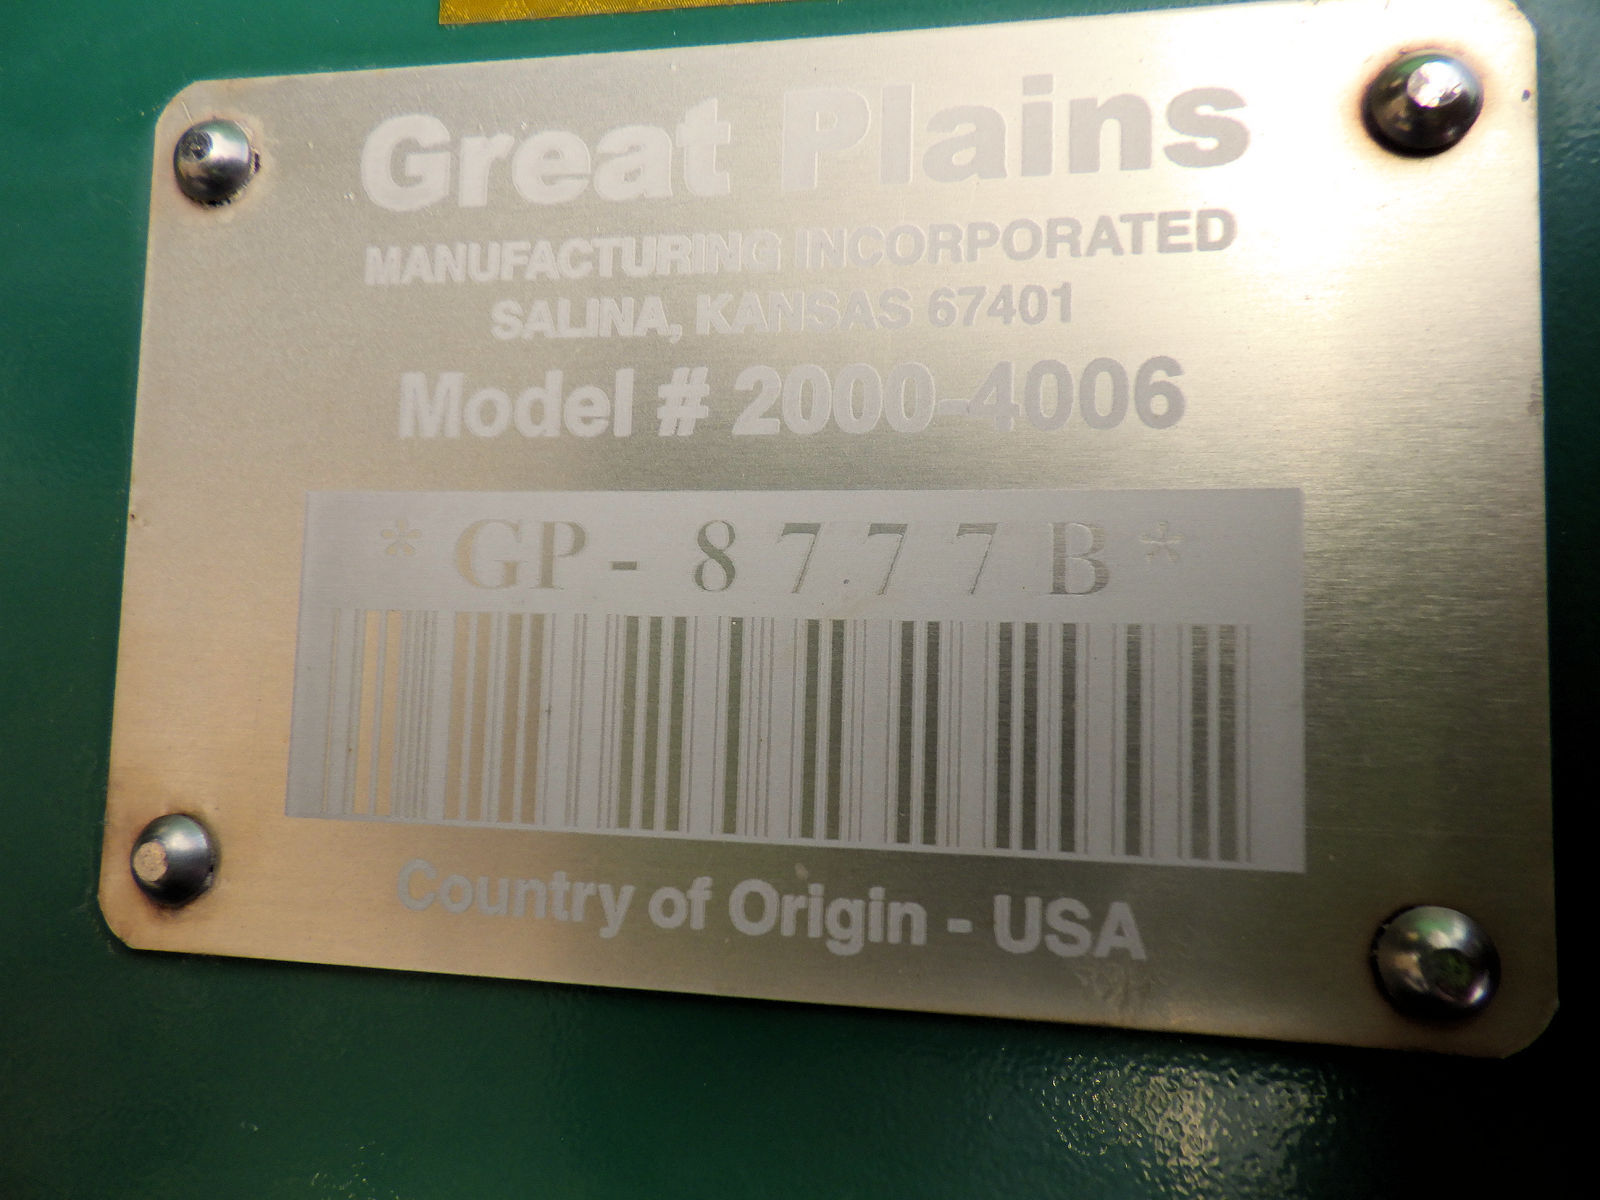 Great Plains
MANUFACTURING INCORPORATED
SALINA, KANSAS 67401
Model # 2000-4006
*GP-8777B*
Country of Origin - USA